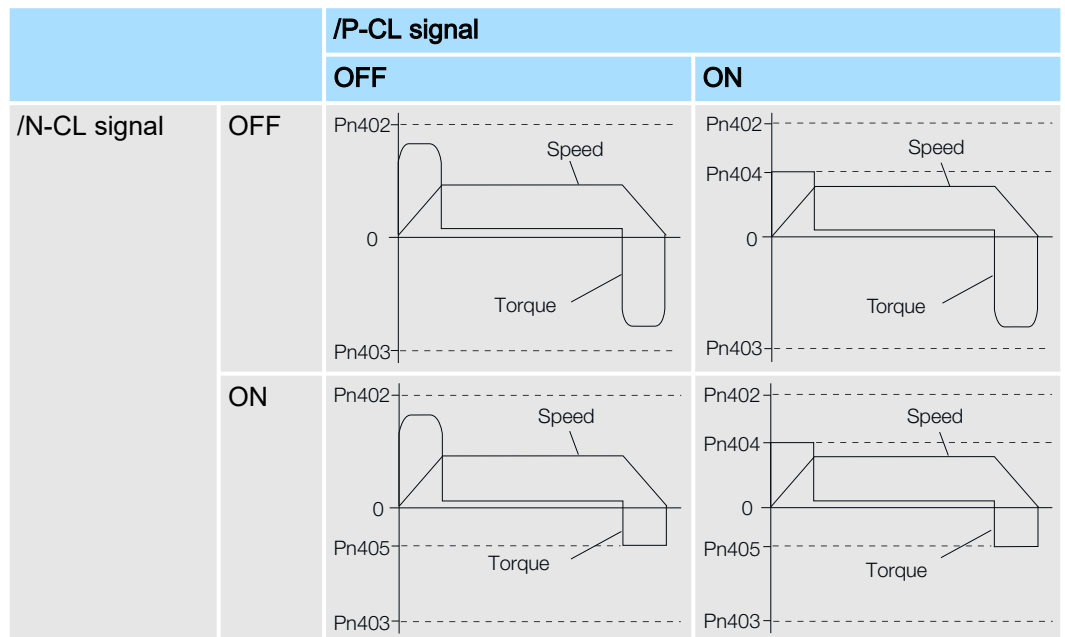 /P-CL signal
OFF
ON
/N-CL signal
OFF
Pn402
Speed
0
Torque
Pn403
Pn402
Speed
Pn404
0
Torque
Pn403
ON
Pn402
Speed
0
Pn405
Torque
Pn403
Pn402
Speed
Pn404
0
Pn405
Torque
Pn403